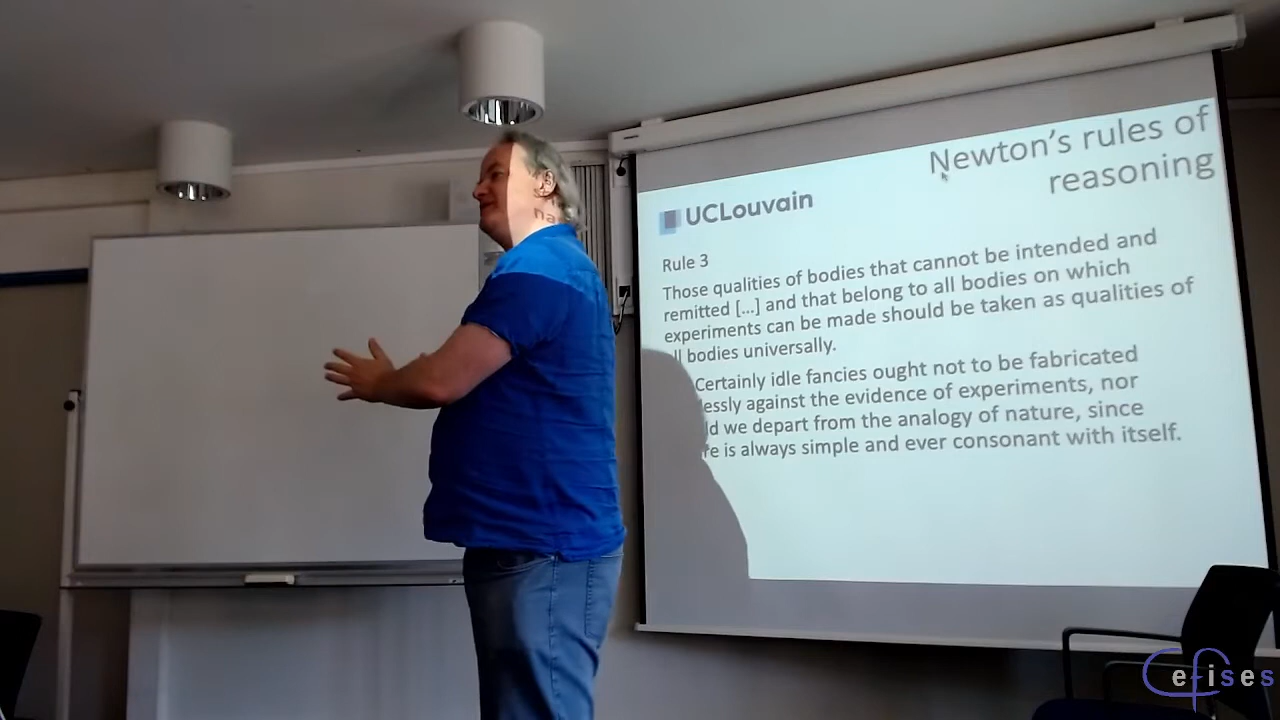 Newton's rules of
reasoning
UCLouvain
Rule 3
Those qualities of bodies that cannot be intended and
remitted [...] and that belong to all bodies on which
experiments can be made should be taken as qualities of
bodies universally.
Certainly idle fancies ought not to be fabricated
against the evidence of experiments, nor
we depart from the analogy of nature, since
is always simple and ever consonant with itself.
na
efises